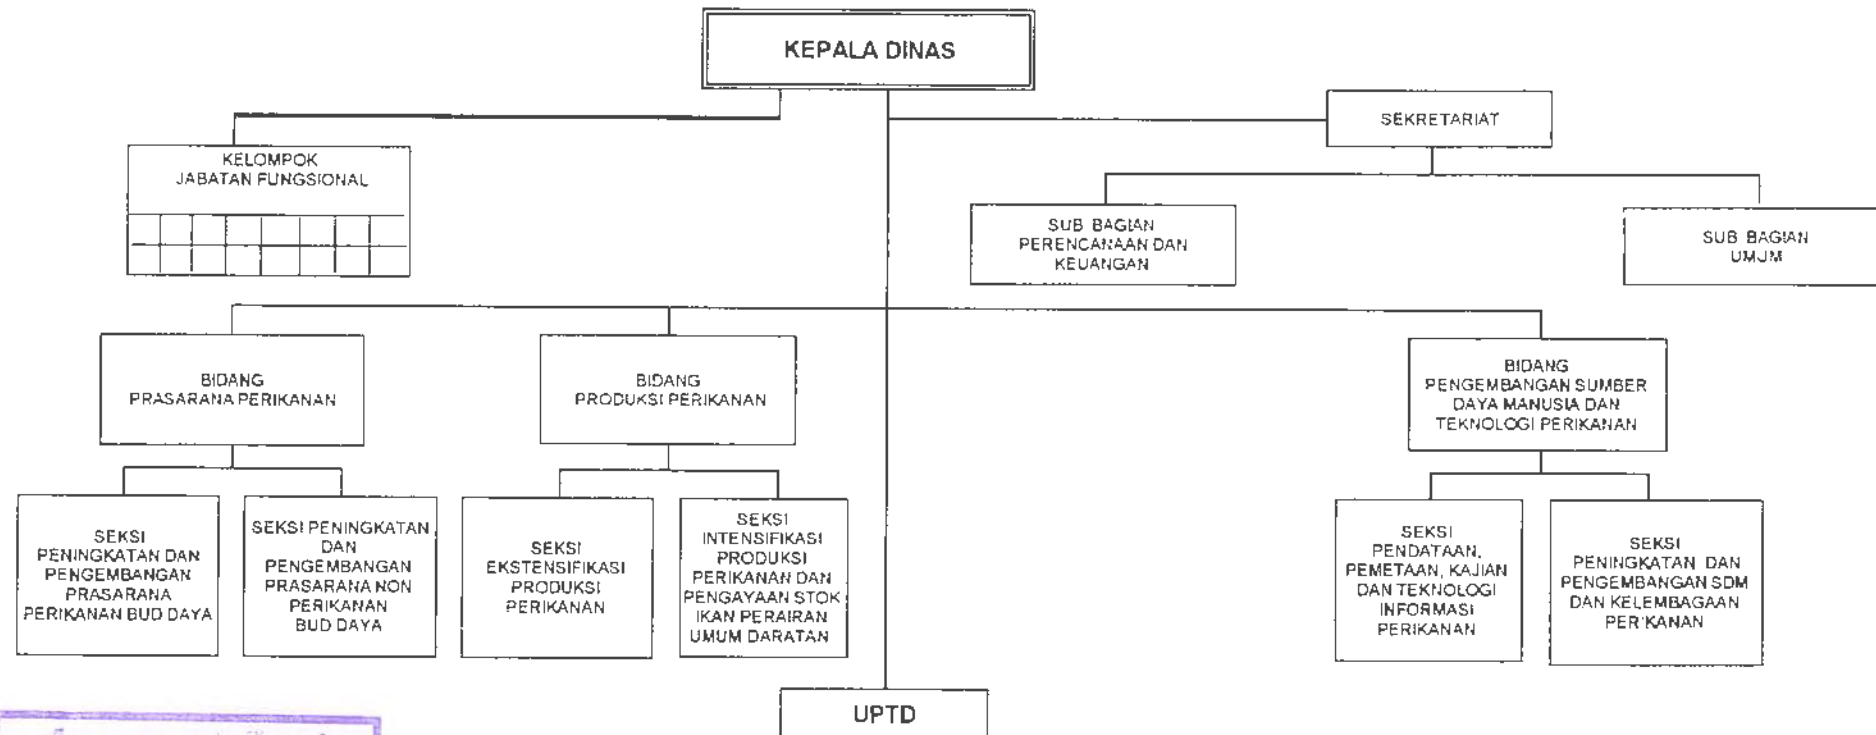 KEPALA DINAS
SEKRETARIAT
KELOMPOK
JABATAN FUNGSIONAL
SUB BAGIAN
PERENCANAAN DAN
KEUANGAN
SUB BAGIAN
UMUM
BIDANG
PRASARANA PERIKANAN
BIDANG
PRODUKSI PERIKANAN
BIDANG
PENGEMBANGAN SUMBER
DAYA MANUSIA DAN
TEKNOLOGI PERIKANAN
SEKSI
PENINGKATAN DAN
PENGEMBANGAN
PRASARANA
PERIKANAN BUD DAYA
SEKSI PENINGKATAN
DAN
PENGEMBANGAN
PRASARANA NON
PERIKANAN
BUD DAYA
SEKSI
EKSTENSIFIKASI
PRODUKSI
PERIKANAN
SEKSI
INTENSIFIKASI
PRODUKSI
PERIKANAN DAN
PENGAYAAN STOK
IKAN PERAIRAN
UMUM DARATAN
SEKSI
PENDATAAN,
PEMETAAN, KAJIAN
DAN TEKNOLOGI
INFORMASI
PERIKANAN
SEKSI
PENINGKATAN DAN
PENGEMBANGAN SDM
DAN KELEMBAGAAN
PERIKANAN
UPTD